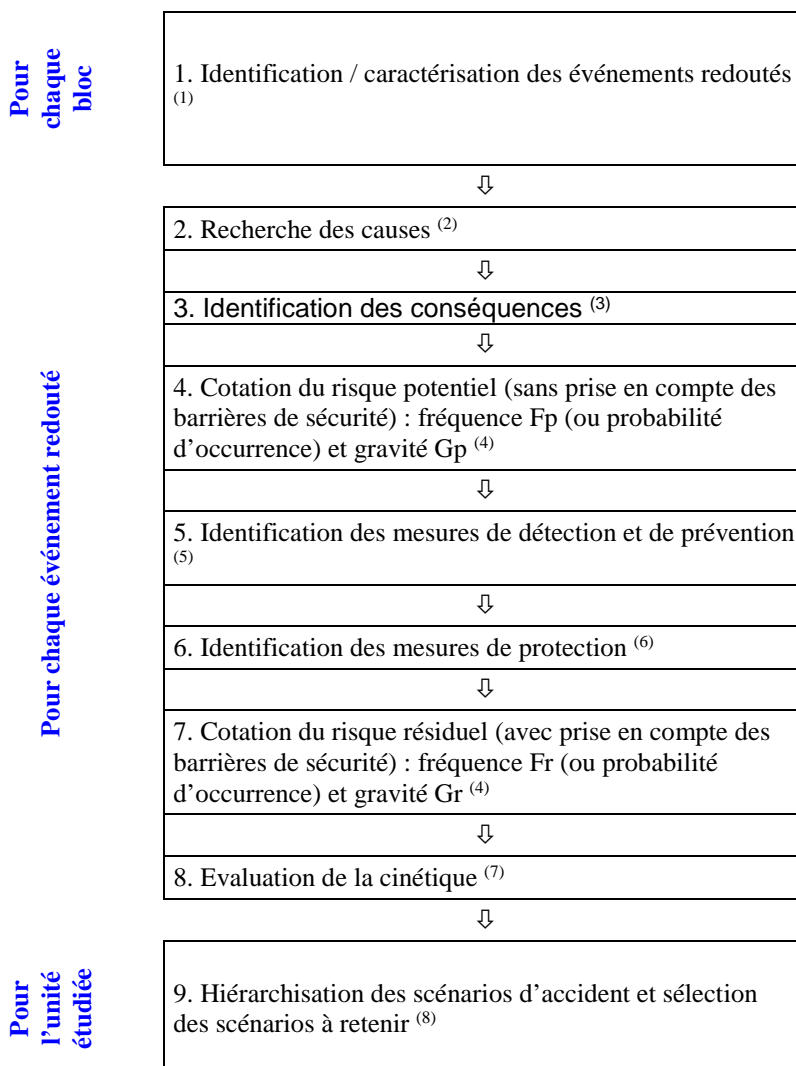 Pour
chaque
bloc
1. Identification / caractérisation des événements redoutés
(1)
⇩
Pour chaque événement redouté
2. Recherche des causes (2)
⇩
3. Identification des conséquences (3)
⇩
4. Cotation du risque potentiel (sans prise en compte des
barrières de sécurité) : fréquence Fp (ou probabilité
d’occurrence) et gravité Gp (4)
⇩
5. Identification des mesures de détection et de prévention
(5)
⇩
6. Identification des mesures de protection (6)
⇩
7. Cotation du risque résiduel (avec prise en compte des
barrières de sécurité) : fréquence Fr (ou probabilité
d’occurrence) et gravité Gr (4)
⇩
8. Evaluation de la cinétique (7)
⇩
Pour
l’unité
étudiée
9. Hiérarchisation des scénarios d’accident et sélection
des scénarios à retenir (8)